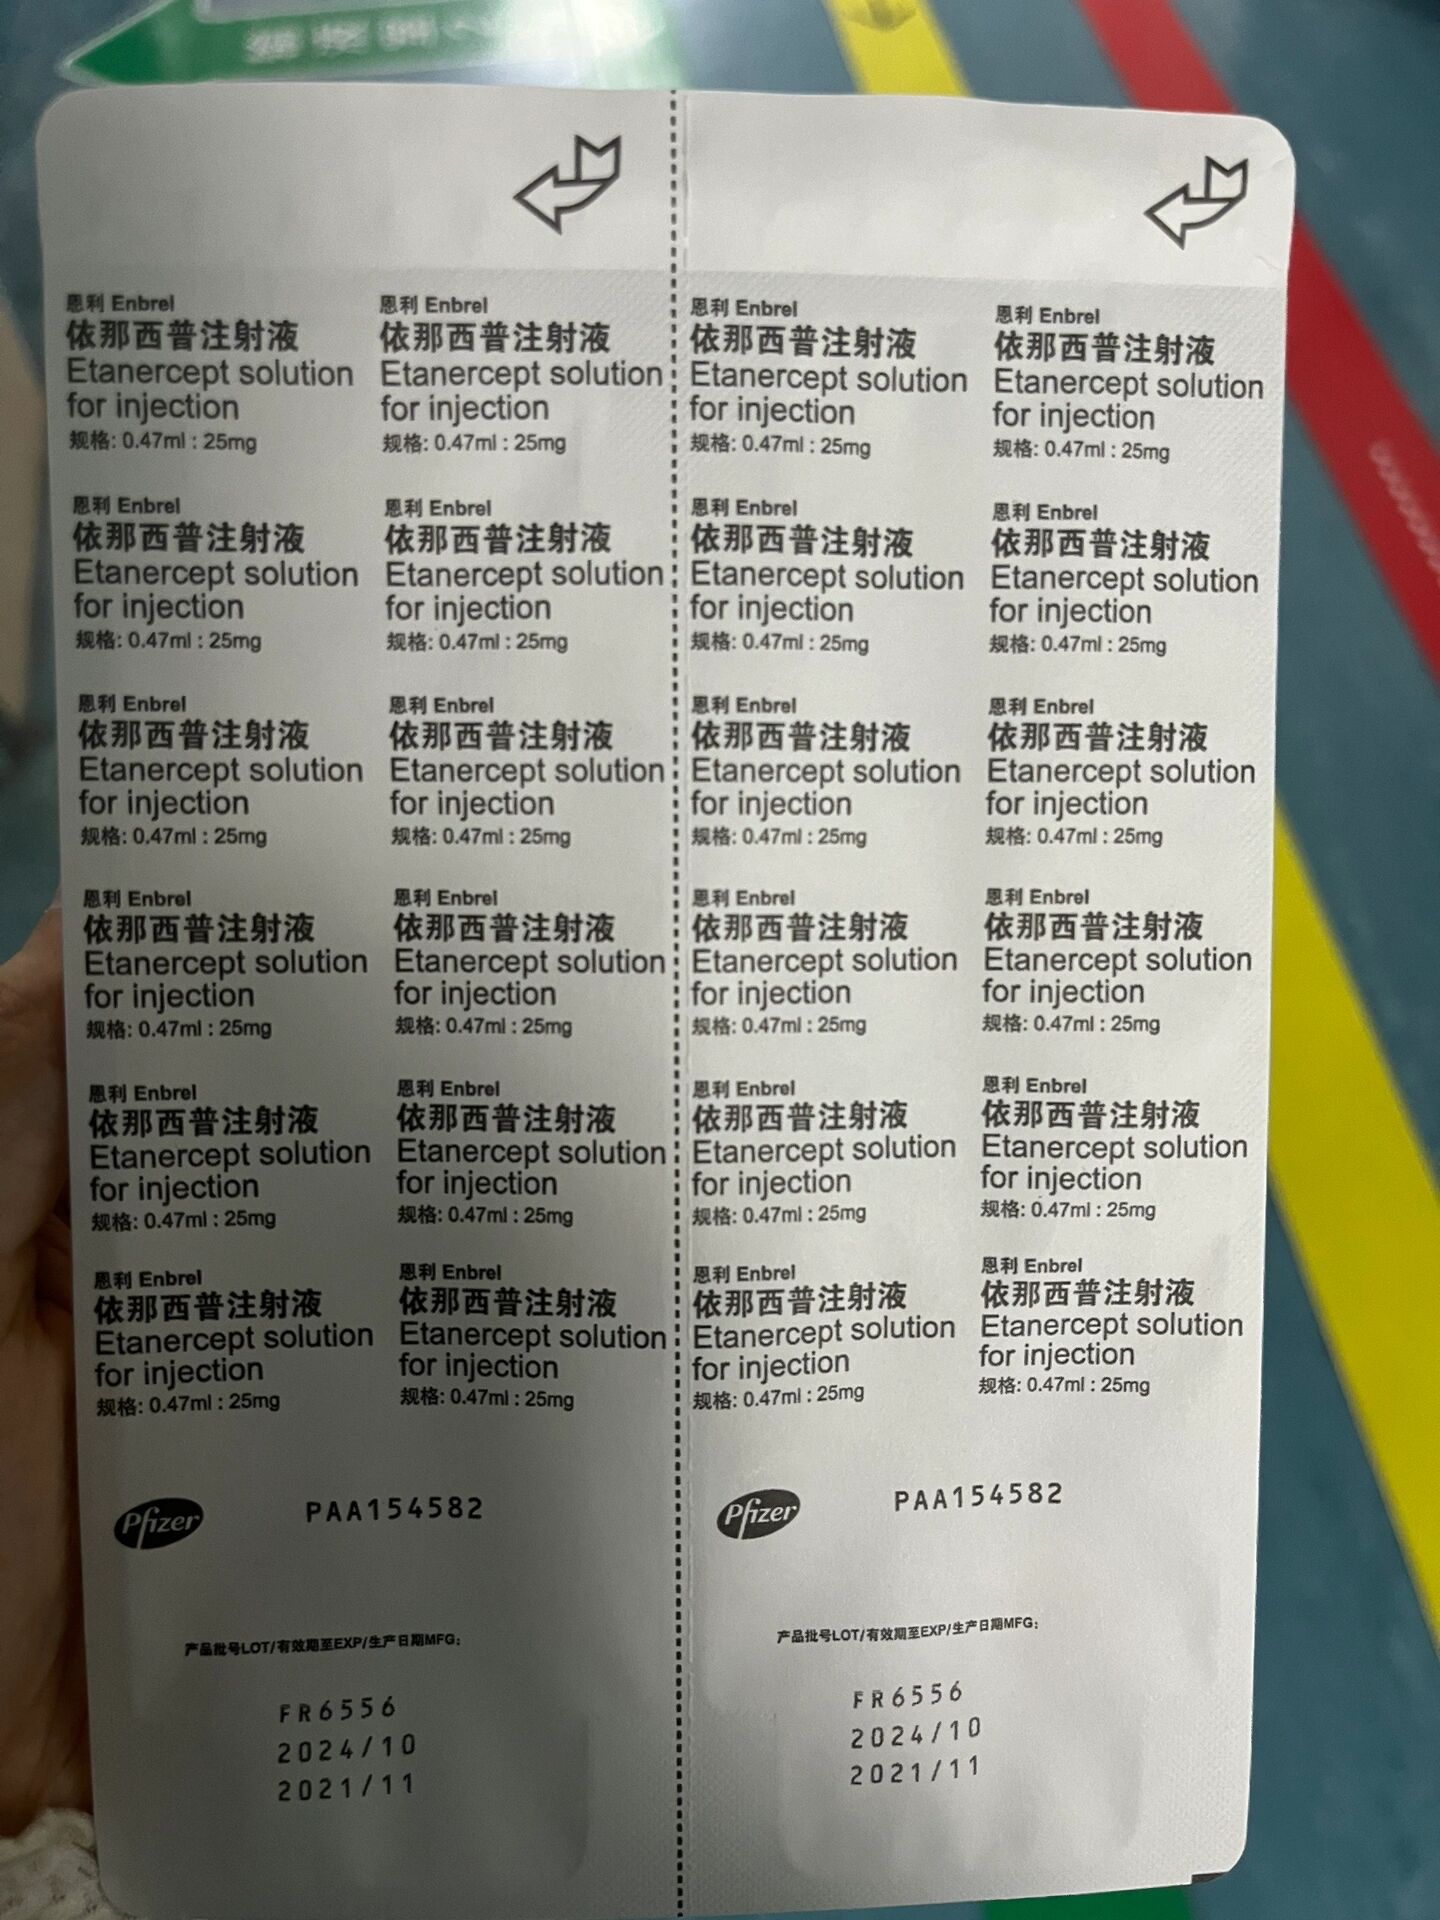 恩利 Enbrel
依那西普注射液
Etanercept solution
for injection
规格: 0.47ml : 25mg
恩利 Enbrel
依那西普注射液
Etanercept solution
for injection
规格: 0.47ml : 25mg
恩利 Enbrel
依那西普注射液
Etanercept solution
for injection
规格: 0.47ml : 25mg
恩利 Enbrel
依那西普注射液
Etanercept solution
for injection
规格: 0.47ml : 25mg
恩利 Enbrel
依那西普注射液
Etanercept solution
for injection
规格: 0.47ml : 25mg
恩利 Enbrel
依那西普注射液
Etanercept solution
for injection
规格: 0.47ml : 25mg
恩利 Enbrel
依那西普注射液
Etanercept solution
for injection
规格: 0.47ml : 25mg
恩利 Enbrel
依那西普注射液
Etanercept solution
for injection
规格: 0.47ml : 25mg
恩利 Enbrel
依那西普注射液
Etanercept solution
for injection
规格: 0.47ml : 25mg
恩利 Enbrel
依那西普注射液
Etanercept solution
for injection
规格: 0.47ml : 25mg
恩利 Enbrel
依那西普注射液
Etanercept solution
for injection
规格: 0.47ml : 25mg
恩利 Enbrel
依那西普注射液
Etanercept solution
for injection
规格: 0.47ml : 25mg
恩利 Enbrel
依那西普注射液
Etanercept solution
for injection
规格: 0.47ml : 25mg
恩利 Enbrel
依那西普注射液
Etanercept solution
for injection
规格: 0.47ml : 25mg
恩利 Enbrel
依那西普注射液
Etanercept solution
for injection
规格: 0.47ml : 25mg
恩利 Enbrel
依那西普注射液
Etanercept solution
for injection
规格: 0.47ml : 25mg
恩利 Enbrel
依那西普注射液
Etanercept solution
for injection
规格: 0.47ml : 25mg
恩利 Enbrel
依那西普注射液
Etanercept solution
for injection
规格: 0.47ml : 25mg
恩利 Enbrel
依那西普注射液
Etanercept solution
for injection
规格: 0.47ml : 25mg
恩利 Enbrel
依那西普注射液
Etanercept solution
for injection
规格: 0.47ml : 25mg
恩利 Enbrel
依那西普注射液
Etanercept solution
for injection
规格: 0.47ml : 25mg
恩利 Enbrel
依那西普注射液
Etanercept solution
for injection
规格: 0.47ml : 25mg
恩利 Enbrel
依那西普注射液
Etanercept solution
for injection
规格: 0.47ml : 25mg
恩利 Enbrel
依那西普注射液
Etanercept solution
for injection
规格: 0.47ml : 25mg
Pfizer
PAA154582
Pfizer
PAA154582
产品批号LOT/有效期至EXP/生产日期MFG:
FR6556
2024/10
2021/11
产品批号LOT/有效期至EXP/生产日期MFG:
FR6556
2024/10
2021/11